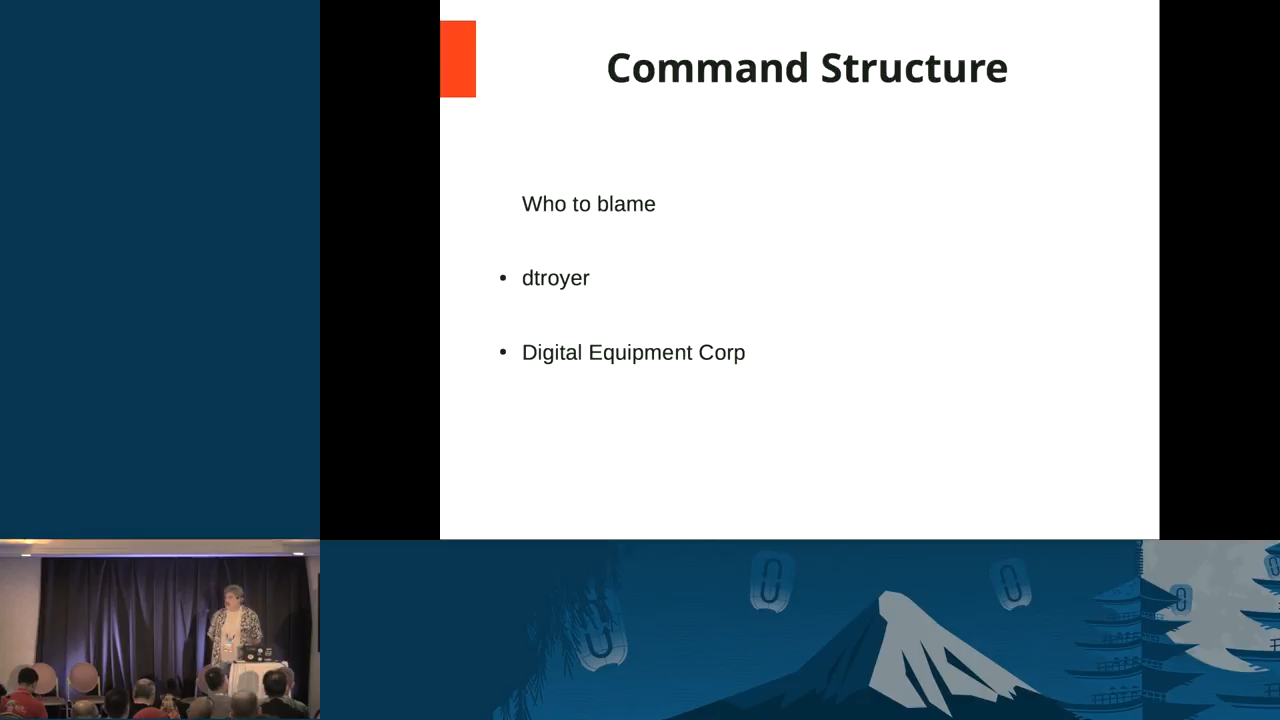 Command Structure
Who to blame
• dtroyer
• Digital Equipment Corp